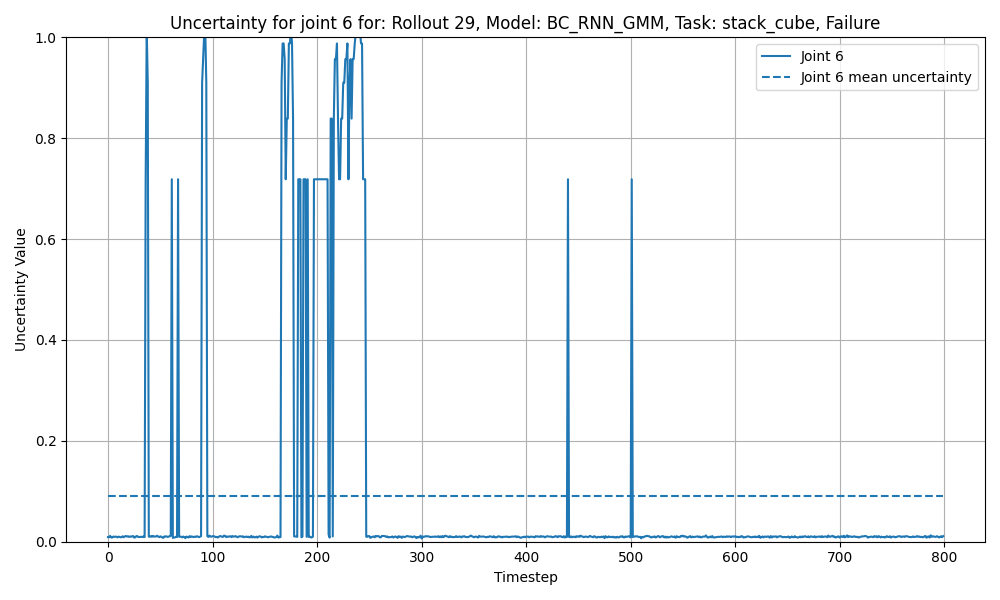 Uncertainty for joint 6 for: Rollout 29, Model: BC_RNN_GMM, Task: stack_cube, Failure
Joint 6
Joint 6 mean uncertainty
Uncertainty Value
1.0
0.8
0.6
0.4
0.2
0.0
0 100 200 300 400 500 600 700 800
Timestep